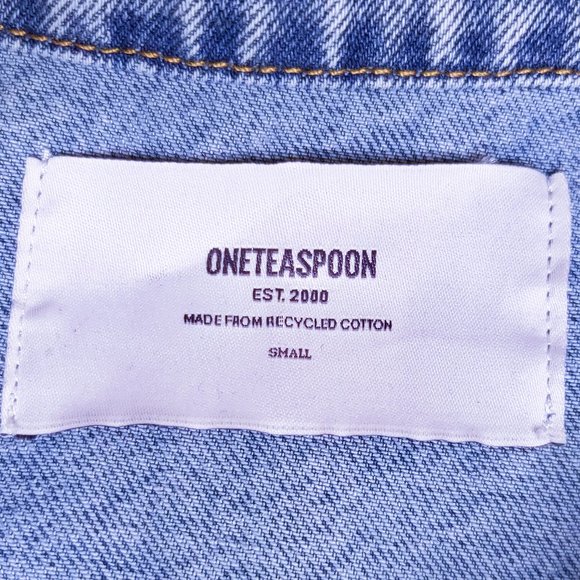 ONETEASPOON
EST. 2000
MADE FROM RECYCLED COTTON
SMALL